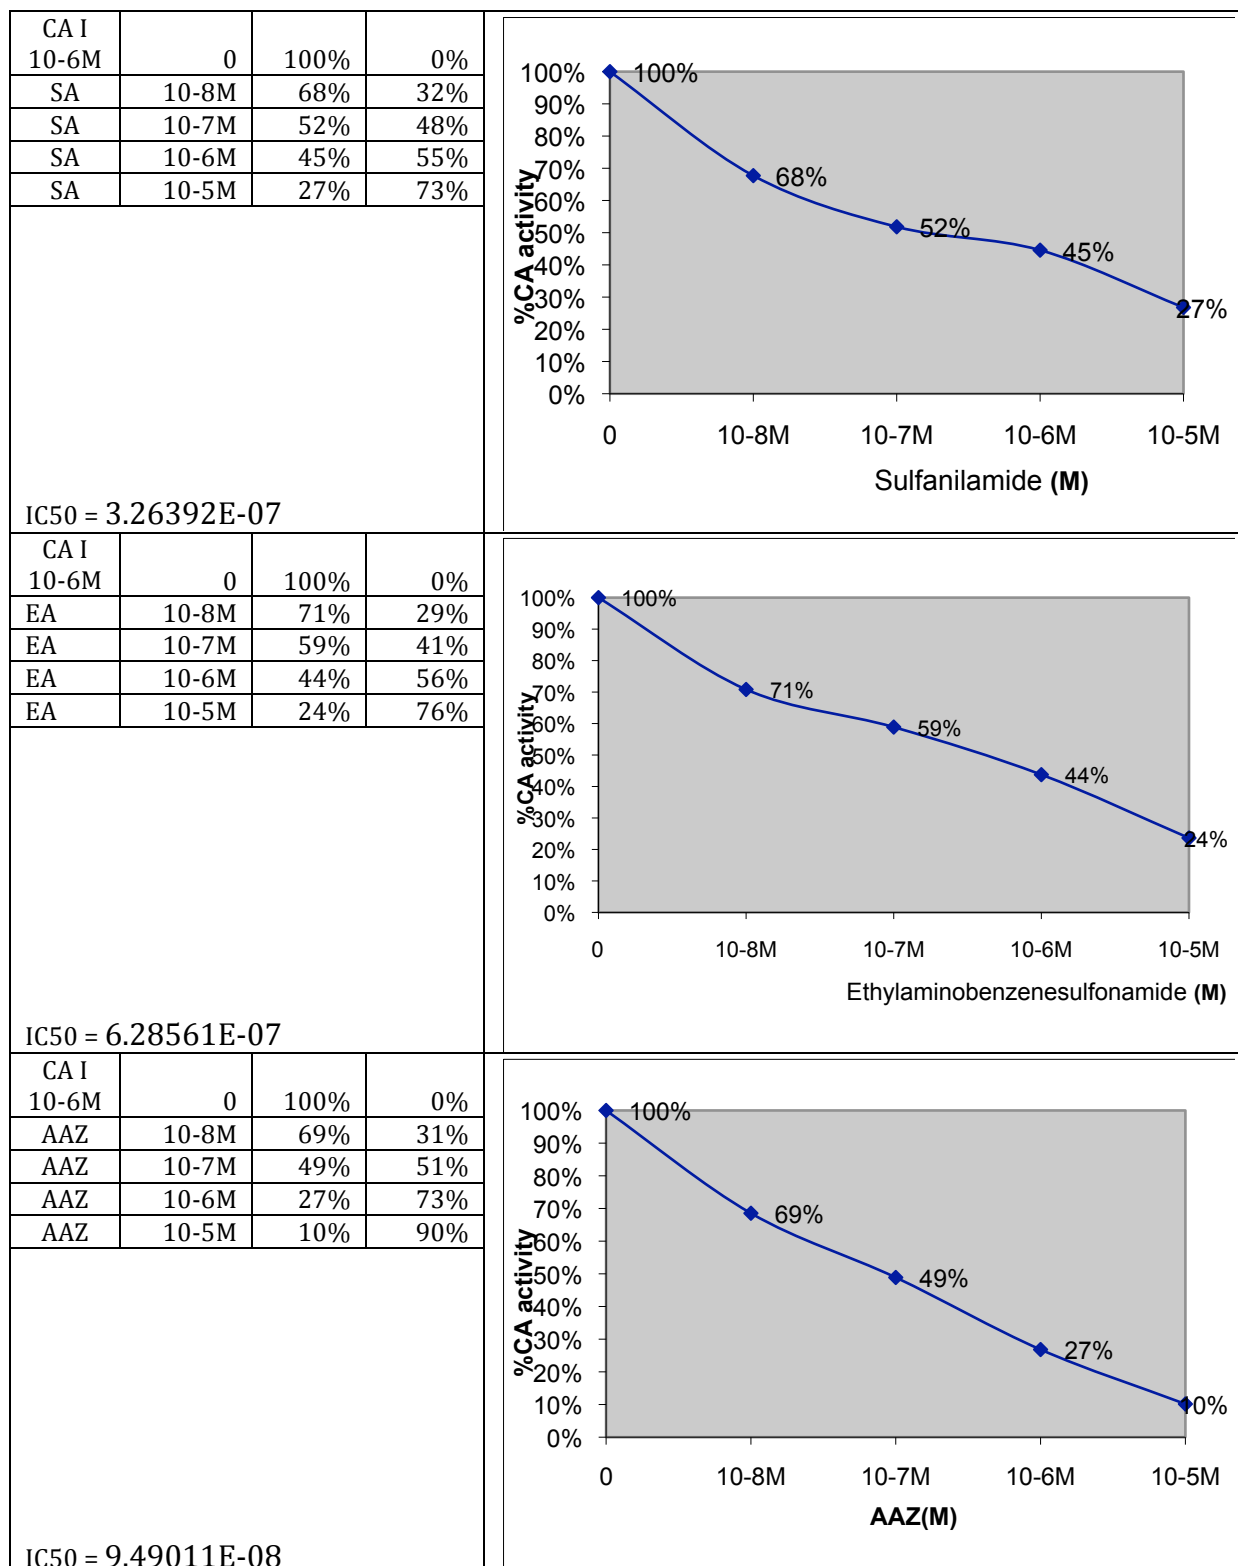 CA I
10-6M 0 100% 0%
SA 10-8M 68% 32%
SA 10-7M 52% 48%
SA 10-6M 45% 55%
SA 10-5M 27% 73%
IC50 = 3.26392E-07
100%
90%
80%
70%
60%
50%
40%
30%
20%
10%
0%
%CA activity
100%
68%
52%
45%
27%
0 10-8M 10-7M 10-6M 10-5M
Sulfanilamide (M)
CA I
10-6M 0 100% 0%
EA 10-8M 71% 29%
EA 10-7M 59% 41%
EA 10-6M 44% 56%
EA 10-5M 24% 76%
IC50 = 6.28561E-07
100%
90%
80%
70%
60%
50%
40%
30%
20%
10%
0%
%CA activity
100%
71%
59%
44%
24%
0 10-8M 10-7M 10-6M 10-5M
Ethylaminobenzenesulfonamide (M)
CA I
10-6M 0 100% 0%
AAZ 10-8M 69% 31%
AAZ 10-7M 49% 51%
AAZ 10-6M 27% 73%
AAZ 10-5M 10% 90%
IC50 = 9.49011E-08
100%
90%
80%
70%
60%
50%
40%
30%
20%
10%
0%
%CA activity
100%
69%
49%
27%
10%
0 10-8M 10-7M 10-6M 10-5M
AAZ(M)